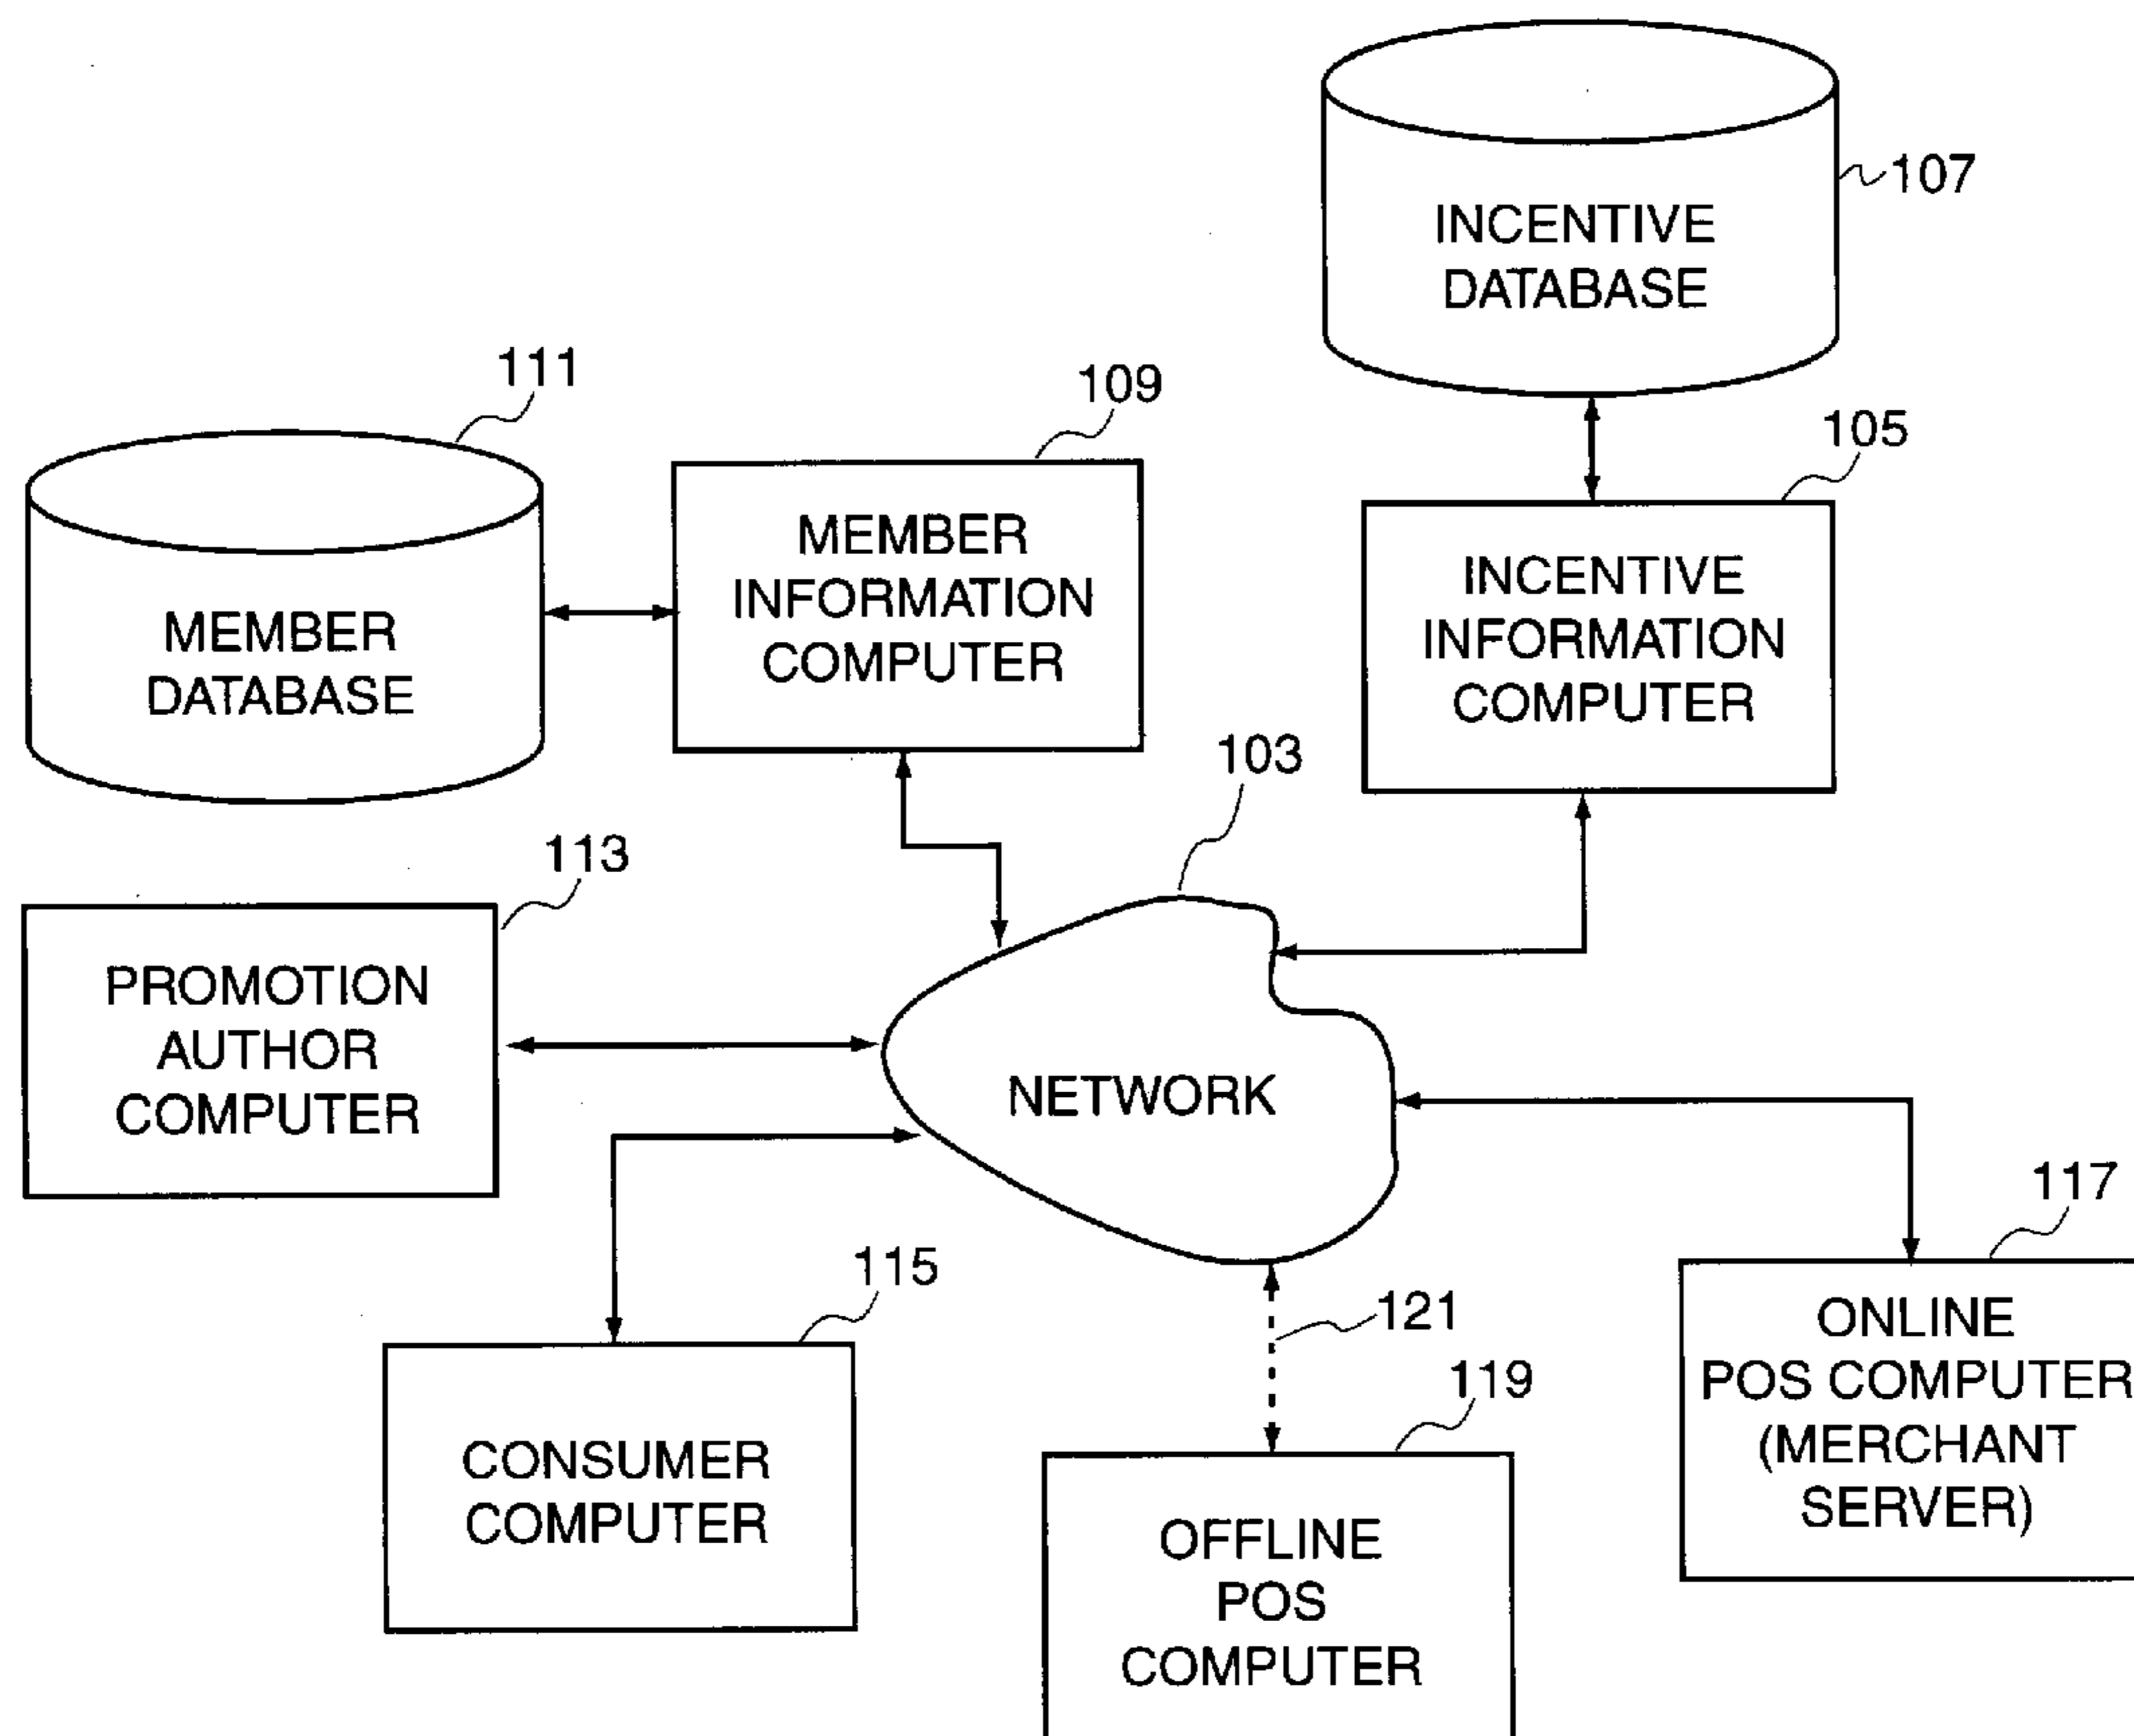 107
INCENTIVE
DATABASE
111
109
105
MEMBER
DATABASE
MEMBER
INFORMATION
COMPUTER
INCENTIVE
INFORMATION
COMPUTER
103
113
PROMOTION
AUTHOR
COMPUTER
NETWORK
117
115
121
ONLINE
POS COMPUTER
(MERCHANT
SERVER)
119
CONSUMER
COMPUTER
OFFLINE
POS
COMPUTER